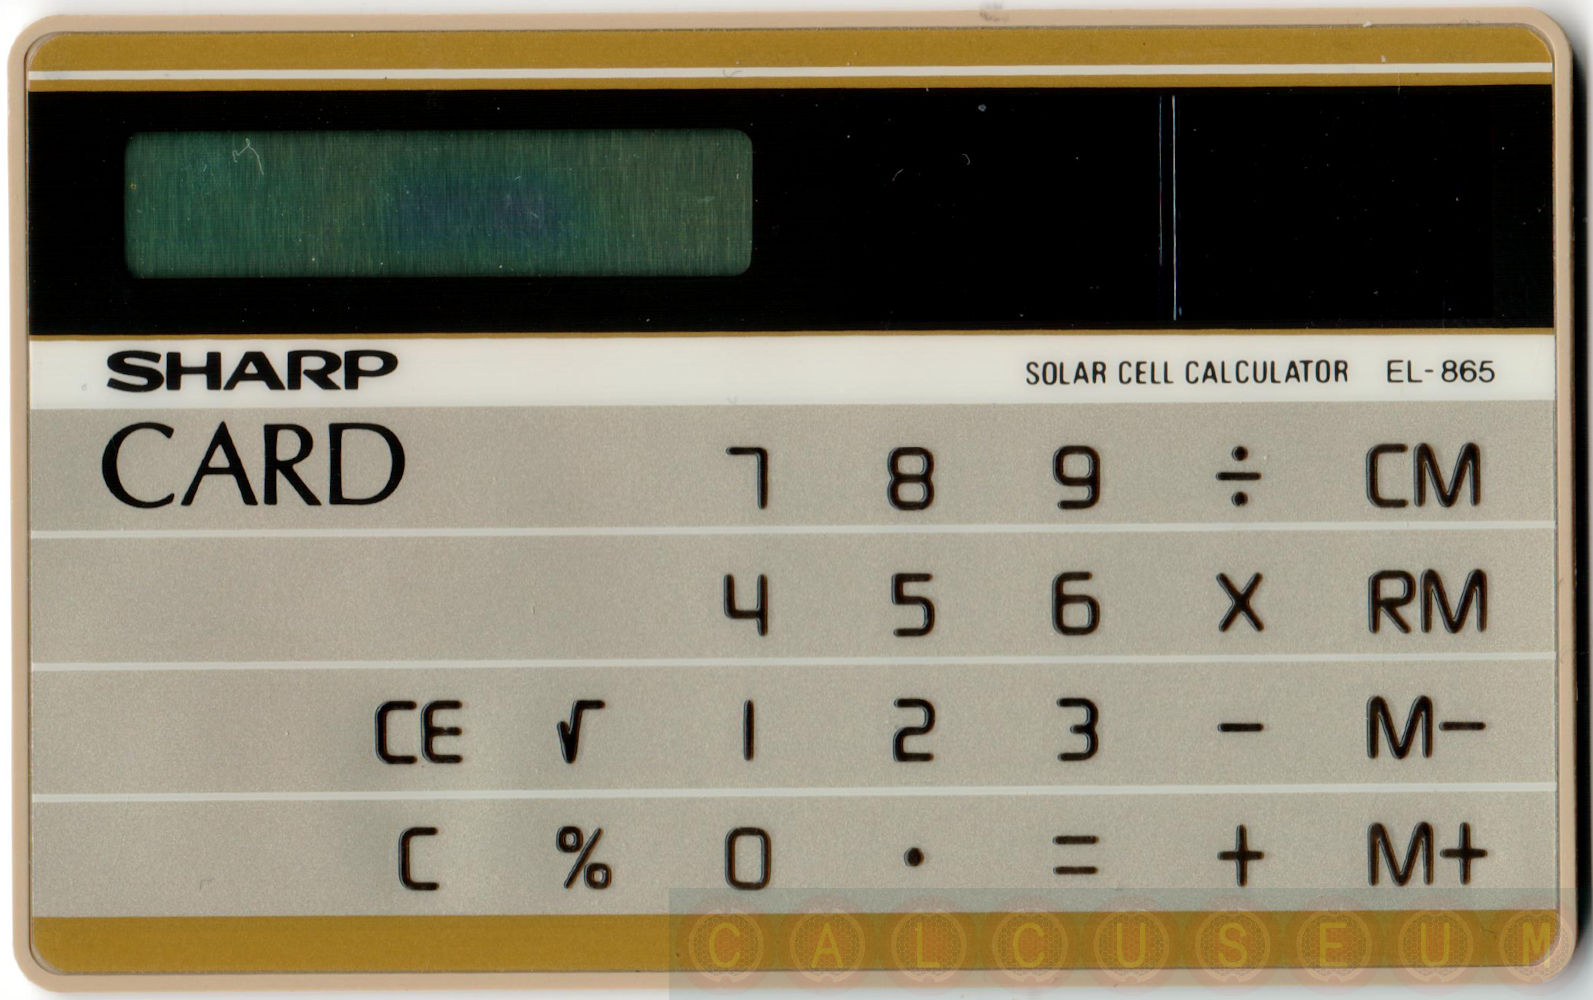 SHARP SOLAR CELL CALCULATOR EL-865
CARD
7 8 9 ÷ CM
4 5 6 X RM
CE √ 1 2 3 - M-
C % 0 . = + M+
CALCUSEUM